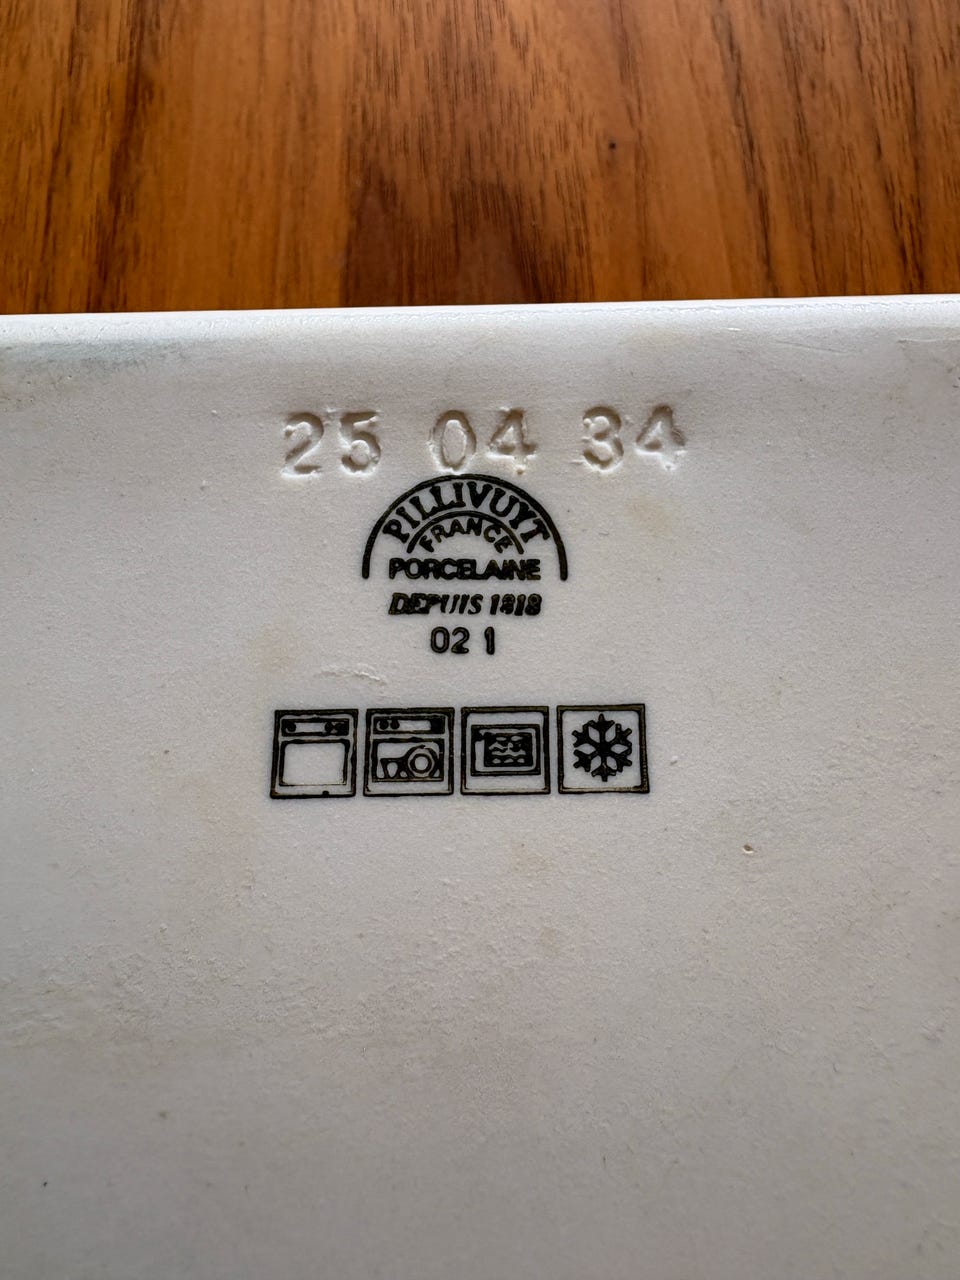 25 04 34
PILLIVUYT
FRANCE
PORCELAINE
DEPUIS 1818
02 1